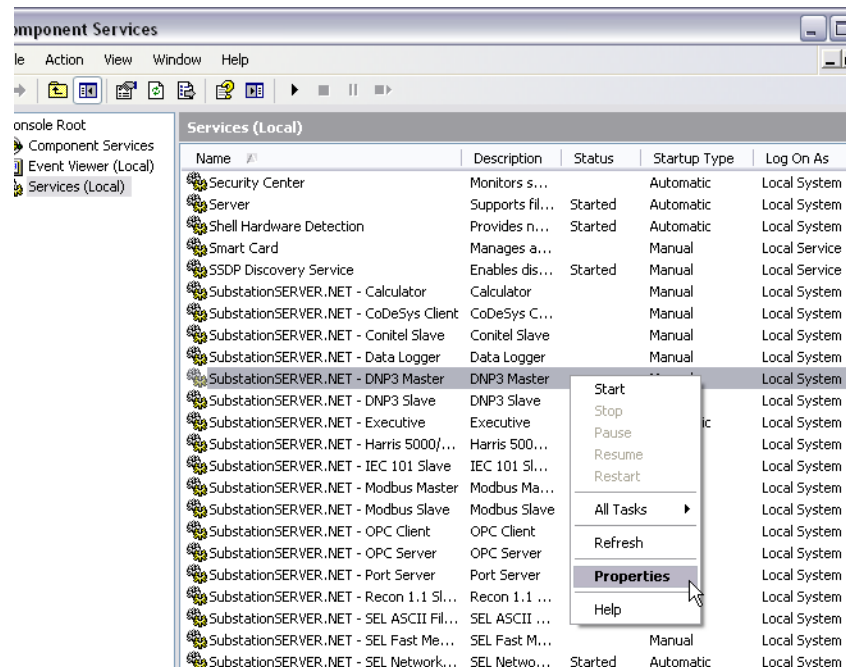 omponent Services
le Action View Window Help
onsole Root
Component Services
Event Viewer (Local)
Services (Local)
Services (Local)
Name Description Status Startup Type Log On As
Security Center Monitors s... Automatic Local System
Server Supports fil... Started Automatic Local System
Shell Hardware Detection Provides n... Started Automatic Local System
Smart Card Manages a... Manual Local Service
SSDP Discovery Service Enables dis... Started Manual Local Service
SubstationSERVER.NET - Calculator Calculator Manual Local System
SubstationSERVER.NET - CoDeSys Client CoDeSys C... Manual Local System
SubstationSERVER.NET - Conitel Slave Conitel Slave Manual Local System
SubstationSERVER.NET - Data Logger Data Logger Manual Local System
SubstationSERVER.NET - DNP3 Master DNP3 Master Local System
SubstationSERVER.NET - DNP3 Slave DNP3 Slave Local System
SubstationSERVER.NET - Executive Executive ic Local System
SubstationSERVER.NET - Harris 5000/... Harris 500... Local System
SubstationSERVER.NET - IEC 101 Slave IEC 101 Sl... Local System
SubstationSERVER.NET - Modbus Master Modbus Ma... Local System
SubstationSERVER.NET - Modbus Slave Modbus Slave Local System
SubstationSERVER.NET - OPC Client OPC Client Local System
SubstationSERVER.NET - OPC Server OPC Server Local System
SubstationSERVER.NET - Port Server Port Server Local System
SubstationSERVER.NET - Recon 1.1 Sl... Recon 1.1 ... Local System
SubstationSERVER.NET - SEL ASCII Fil... SEL ASCII ... Local System
SubstationSERVER.NET - SEL Fast Me... SEL Fast M... Manual Local System
SubstationSERVER.NET - SEL Network... SEL Netwo... Started Automatic Local System
Start
Stop
Pause
Resume
Restart
All Tasks
Refresh
Properties
Help